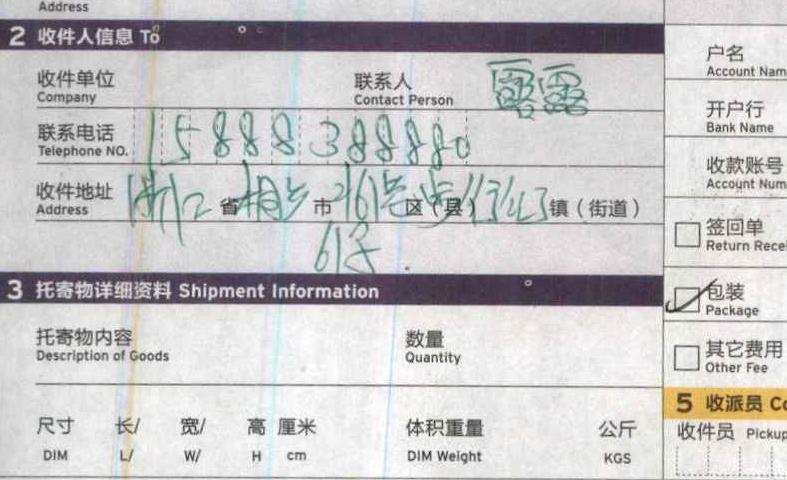 Address
2 收件人信息 To
收件单位 联系人 露露
Company Contact Person
联系电话 15888388880
Telephone NO.
收件地址 浙江 省 桐乡 市 区(县) 镇(街道)
Address
61号
3 托寄物详细资料 Shipment Information
托寄物内容 数量
Description of Goods Quantity
尺寸 长/ 宽/ 高 厘米 体积重量 公斤
DIM L/ W/ H cm DIM Weight KGS
户名
Account Nam
开户行
Bank Name
收款账号
Account Num
签回单
Return Recei
包装
Package
其它费用
Other Fee
5 收派员 Co
收件员 Pickup